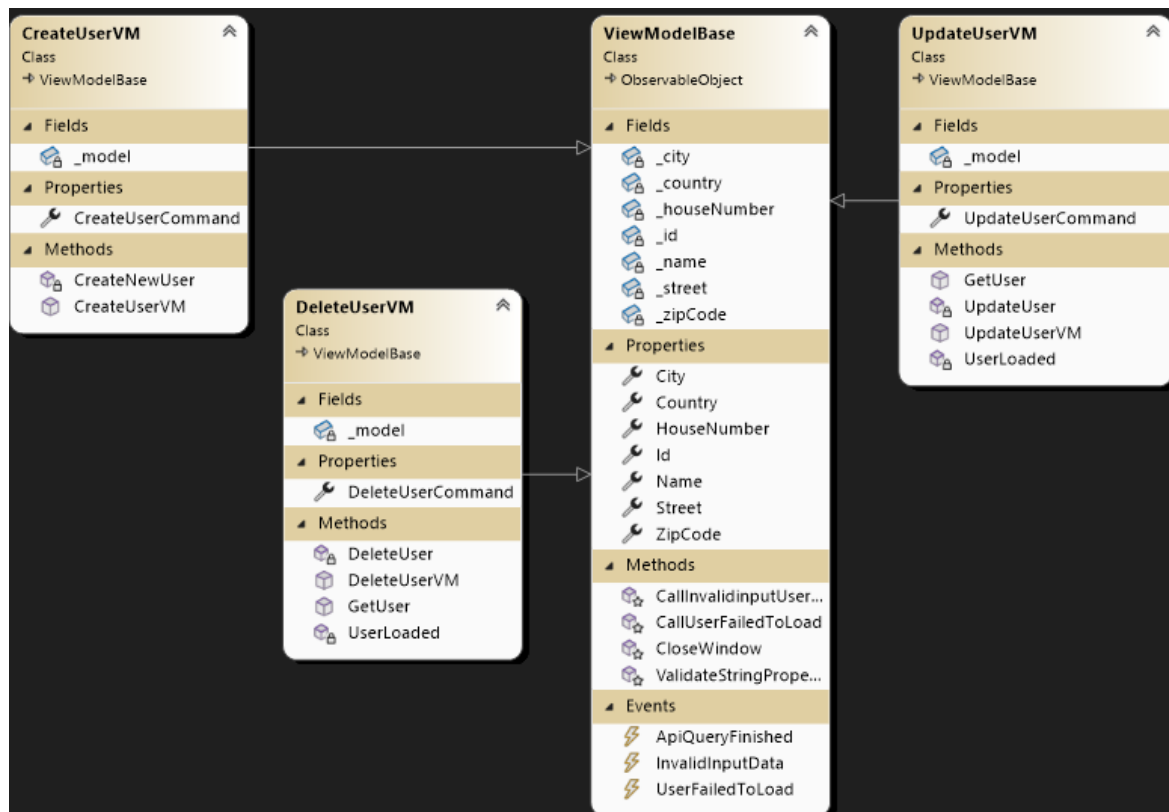 CreateUserVM
Class
ViewModelBase
Fields
_model
Properties
CreateUserCommand
Methods
CreateNewUser
CreateUserVM
DeleteUserVM
Class
ViewModelBase
Fields
_model
Properties
DeleteUserCommand
Methods
DeleteUser
DeleteUserVM
GetUser
UserLoaded
ViewModelBase
Class
ObservableObject
Fields
_city
_country
_houseNumber
_id
_name
_street
_zipCode
Properties
City
Country
HouseNumber
Id
Name
Street
ZipCode
Methods
CallInvalidinputUser...
CallUserFailedToLoad
CloseWindow
ValidateStringPrope...
Events
ApiQueryFinished
InvalidInputData
UserFailedToLoad
UpdateUserVM
Class
ViewModelBase
Fields
_model
Properties
UpdateUserCommand
Methods
GetUser
UpdateUser
UpdateUserVM
UserLoaded